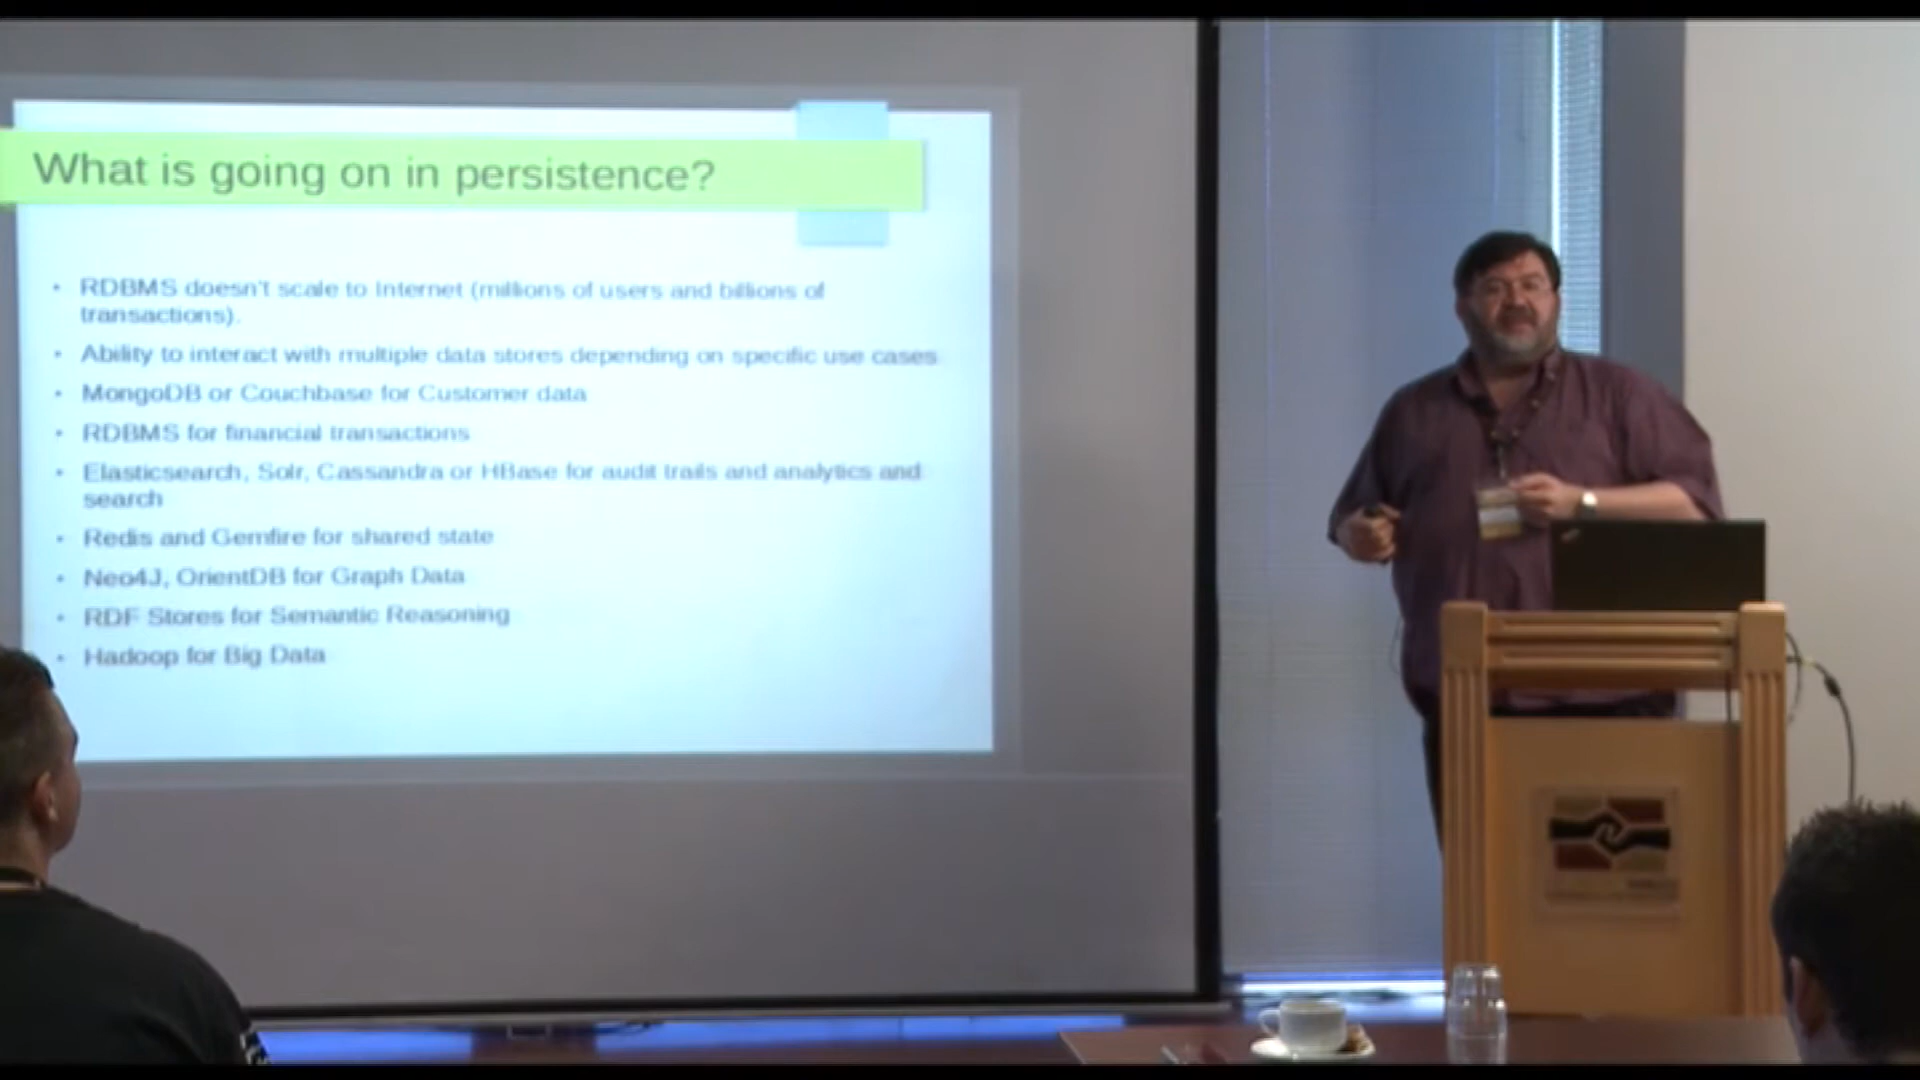 What is going on in persistence?
• RDBMS doesn't scale to Internet (millions of users and billions of
transactions).
• Ability to interact with multiple data stores depending on specific use cases
• MongoDB or Couchbase for Customer data
• RDBMS for financial transactions
• Elasticsearch, Solr, Cassandra or HBase for audit trails and analytics and
search
• Redis and Gemfire for shared state
• Neo4J, OrientDB for Graph Data
• RDF Stores for Semantic Reasoning
• Hadoop for Big Data